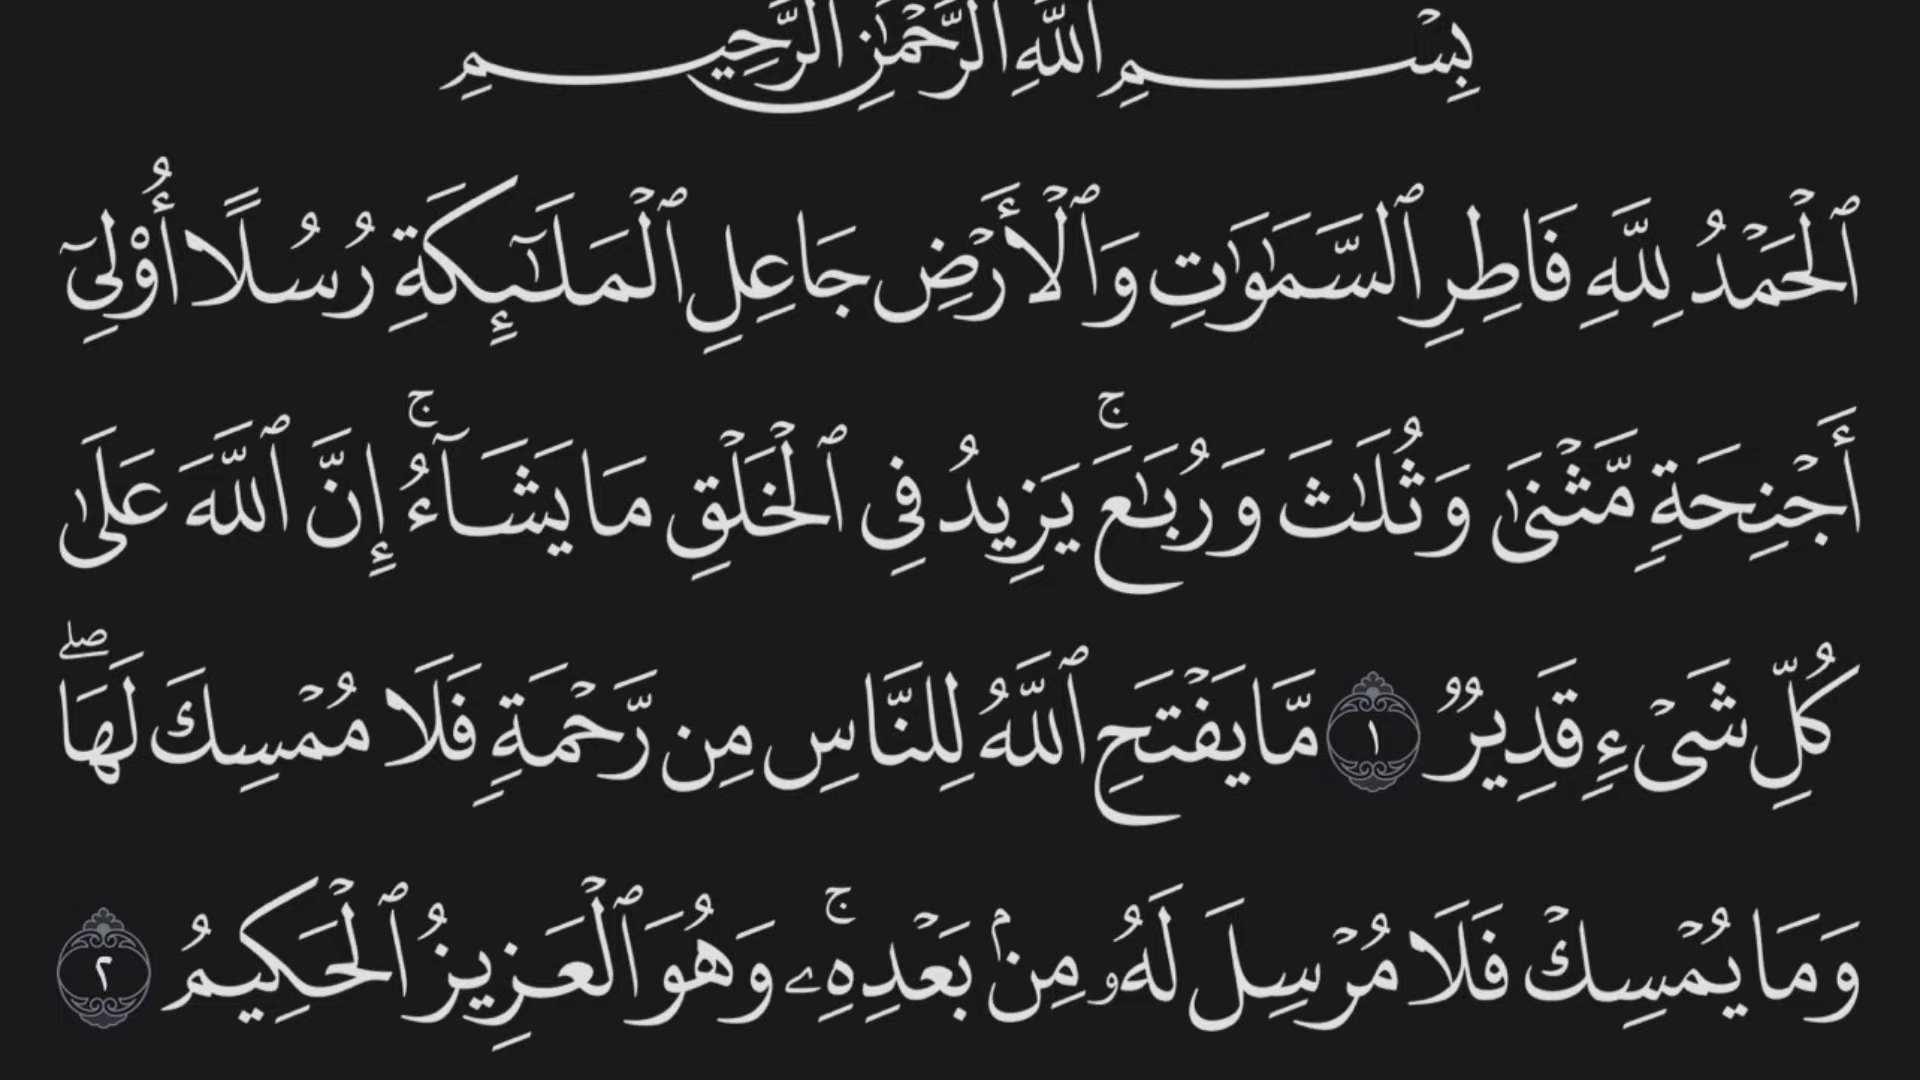 بِسْمِ ٱللَّهِ ٱلرَّحْمَٰنِ ٱلرَّحِيمِ
ٱلْحَمْدُ لِلَّهِ فَاطِرِ ٱلسَّمَٰوَٰتِ وَٱلْأَرْضِ جَاعِلِ ٱلْمَلَٰٓئِكَةِ رُسُلًا أُو۟لِىٓ
أَجْنِحَةٍ مَّثْنَىٰ وَثُلَٰثَ وَرُبَٰعَ ۚ يَزِيدُ فِى ٱلْخَلْقِ مَا يَشَآءُ ۚ إِنَّ ٱللَّهَ عَلَىٰ
كُلِّ شَىْءٍ قَدِيرٌ ١ مَّا يَفْتَحِ ٱللَّهُ لِلنَّاسِ مِن رَّحْمَةٍ فَلَا مُمْسِكَ لَهَا ۖ
وَمَا يُمْسِكْ فَلَا مُرْسِلَ لَهُۥ مِنۢ بَعْدِهِۦ ۚ وَهُوَ ٱلْعَزِيزُ ٱلْحَكِيمُ ٢